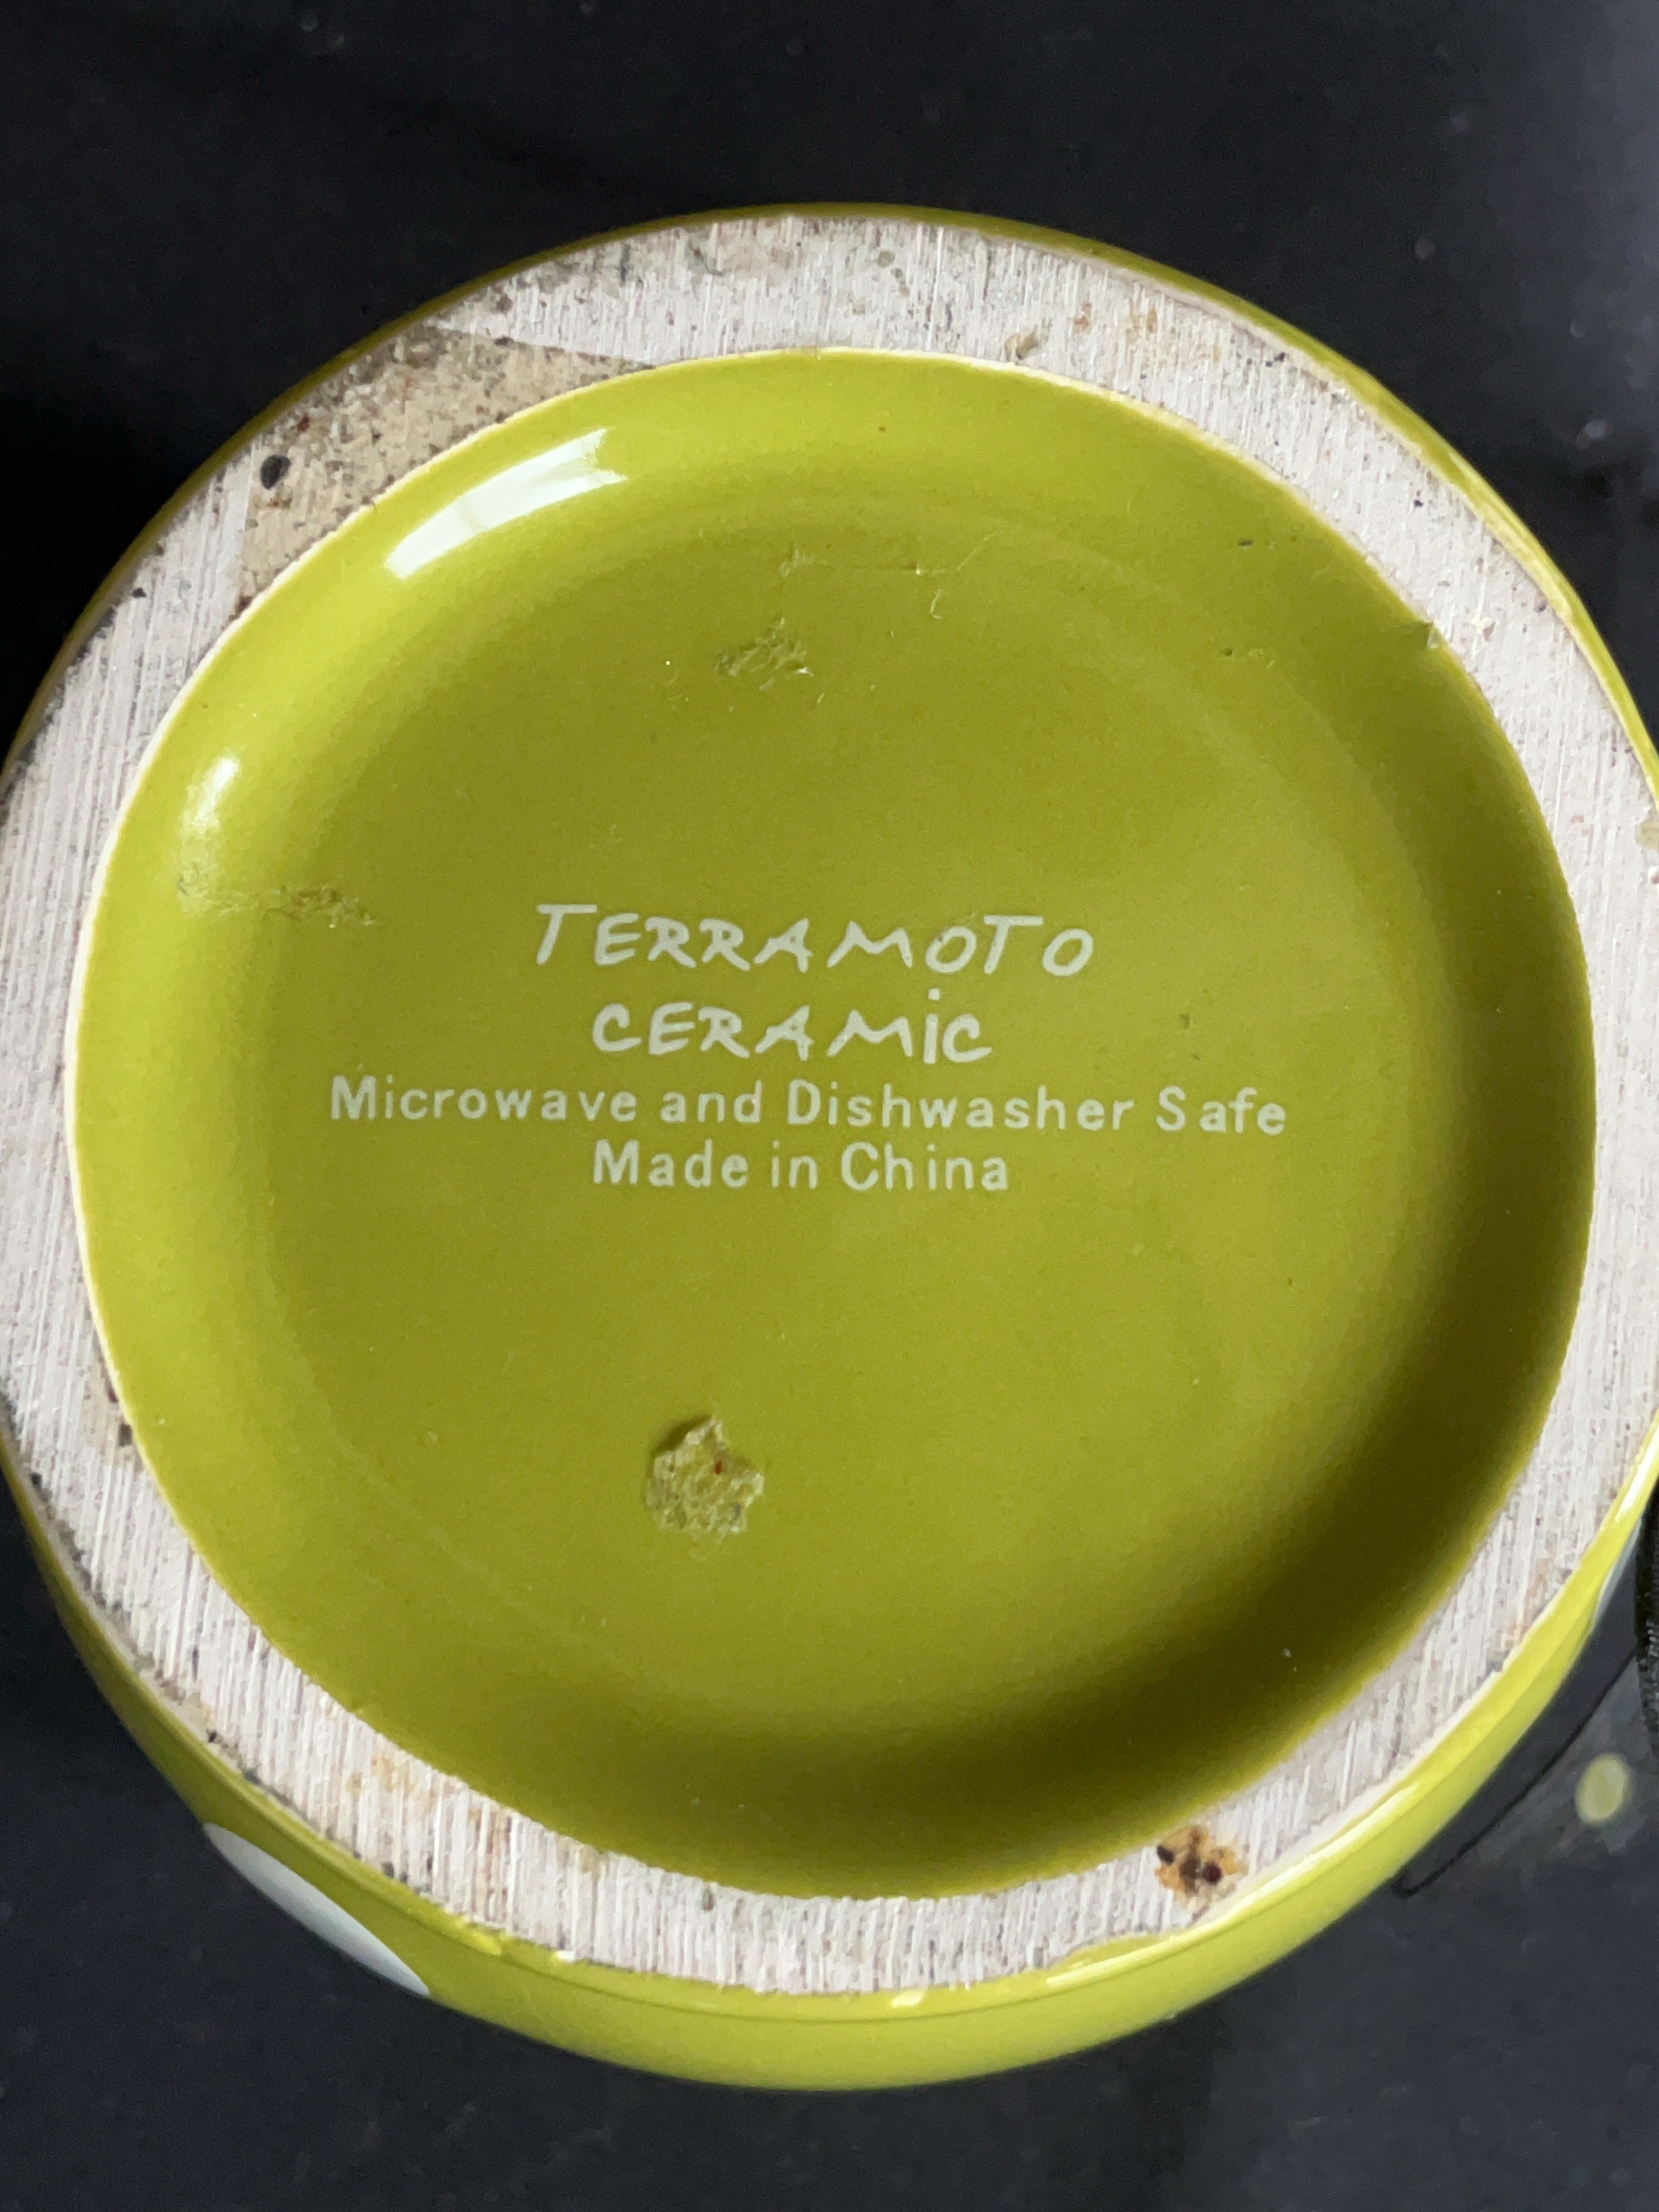 TERRAMOTO
CERAMiC
Microwave and Dishwasher Safe
Made in China